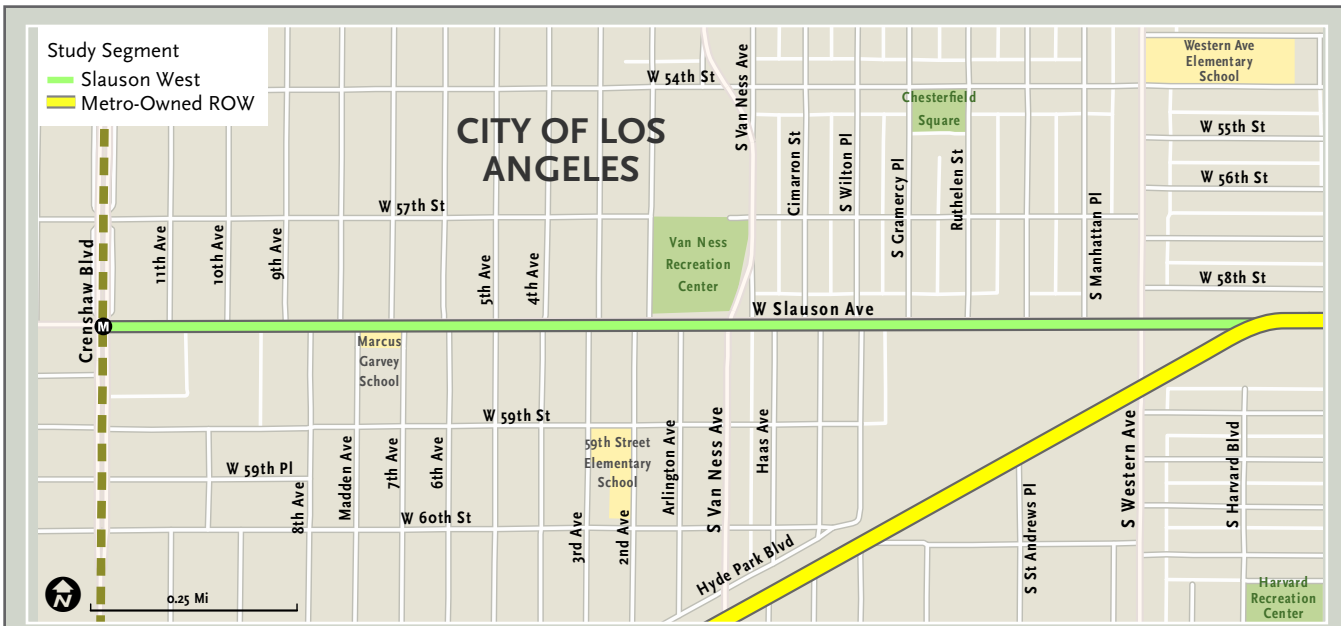 Study Segment
Slauson West
Metro-Owned ROW
CITY OF LOS
ANGELES
W 54th St
S Van Ness Ave
Western Ave
Elementary
School
Chesterfield
Square
W 55th St
W 56th St
Cimarron St
S Wilton Pl
S Gramercy Pl
Ruthelen St
S Manhattan Pl
W 57th St
Crenshaw Blvd
11th Ave
10th Ave
9th Ave
5th Ave
4th Ave
Van Ness
Recreation
Center
W 58th St
W Slauson Ave
M
Marcus
Garvey
School
W 59th St
W 59th Pl
8th Ave
Madden Ave
7th Ave
6th Ave
W 60th St
59th Street
Elementary
School
3rd Ave
2nd Ave
Arlington Ave
S Van Ness Ave
Haas Ave
Hyde Park Blvd
S St Andrews Pl
S Western Ave
S Harvard Blvd
Harvard
Recreation
Center
N
0.25 Mi